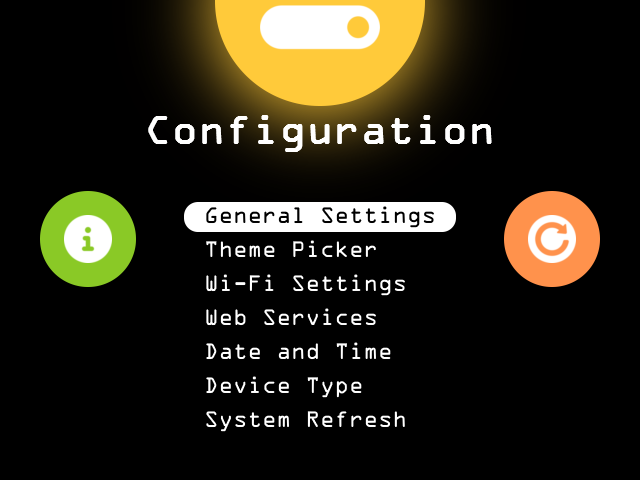 Configuration
General Settings
Theme Picker
Wi-Fi Settings
Web Services
Date and Time
Device Type
System Refresh